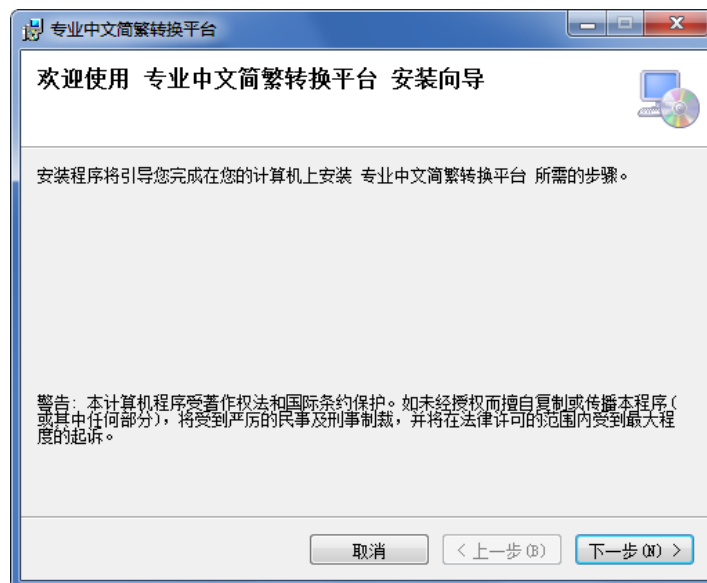 专业中文简繁转换平台
欢迎使用 专业中文简繁转换平台 安装向导
安装程序将引导您完成在您的计算机上安装 专业中文简繁转换平台 所需的步骤。
警告: 本计算机程序受著作权法和国际条约保护。如未经授权而擅自复制或传播本程序(
或其中任何部分)，将受到严厉的民事及刑事制裁，并将在法律许可的范围内受到最大程
度的起诉。
取消 < 上一步(B) 下一步(N) >